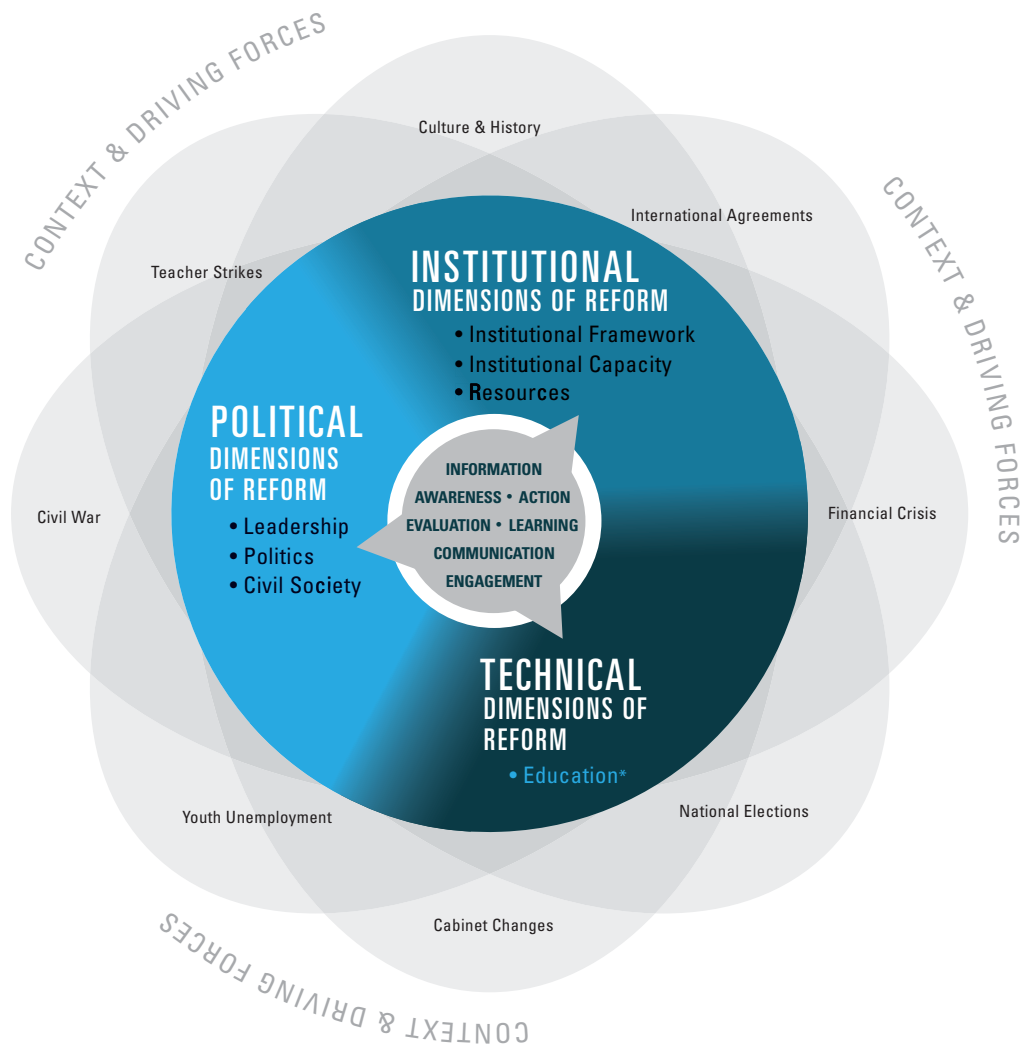 CONTEXT & DRIVING FORCES
Culture & History
International Agreements
CONTEXT & DRIVING FORCES
Teacher Strikes
INSTITUTIONAL
DIMENSIONS OF REFORM
• Institutional Framework
• Institutional Capacity
• Resources
POLITICAL
DIMENSIONS
OF REFORM
• Leadership
• Politics
• Civil Society
INFORMATION
AWARENESS • ACTION
EVALUATION • LEARNING
COMMUNICATION
ENGAGEMENT
Civil War
Financial Crisis
TECHNICAL
DIMENSIONS OF
REFORM
• Education*
Youth Unemployment
National Elections
Cabinet Changes
CONTEXT & DRIVING FORCES